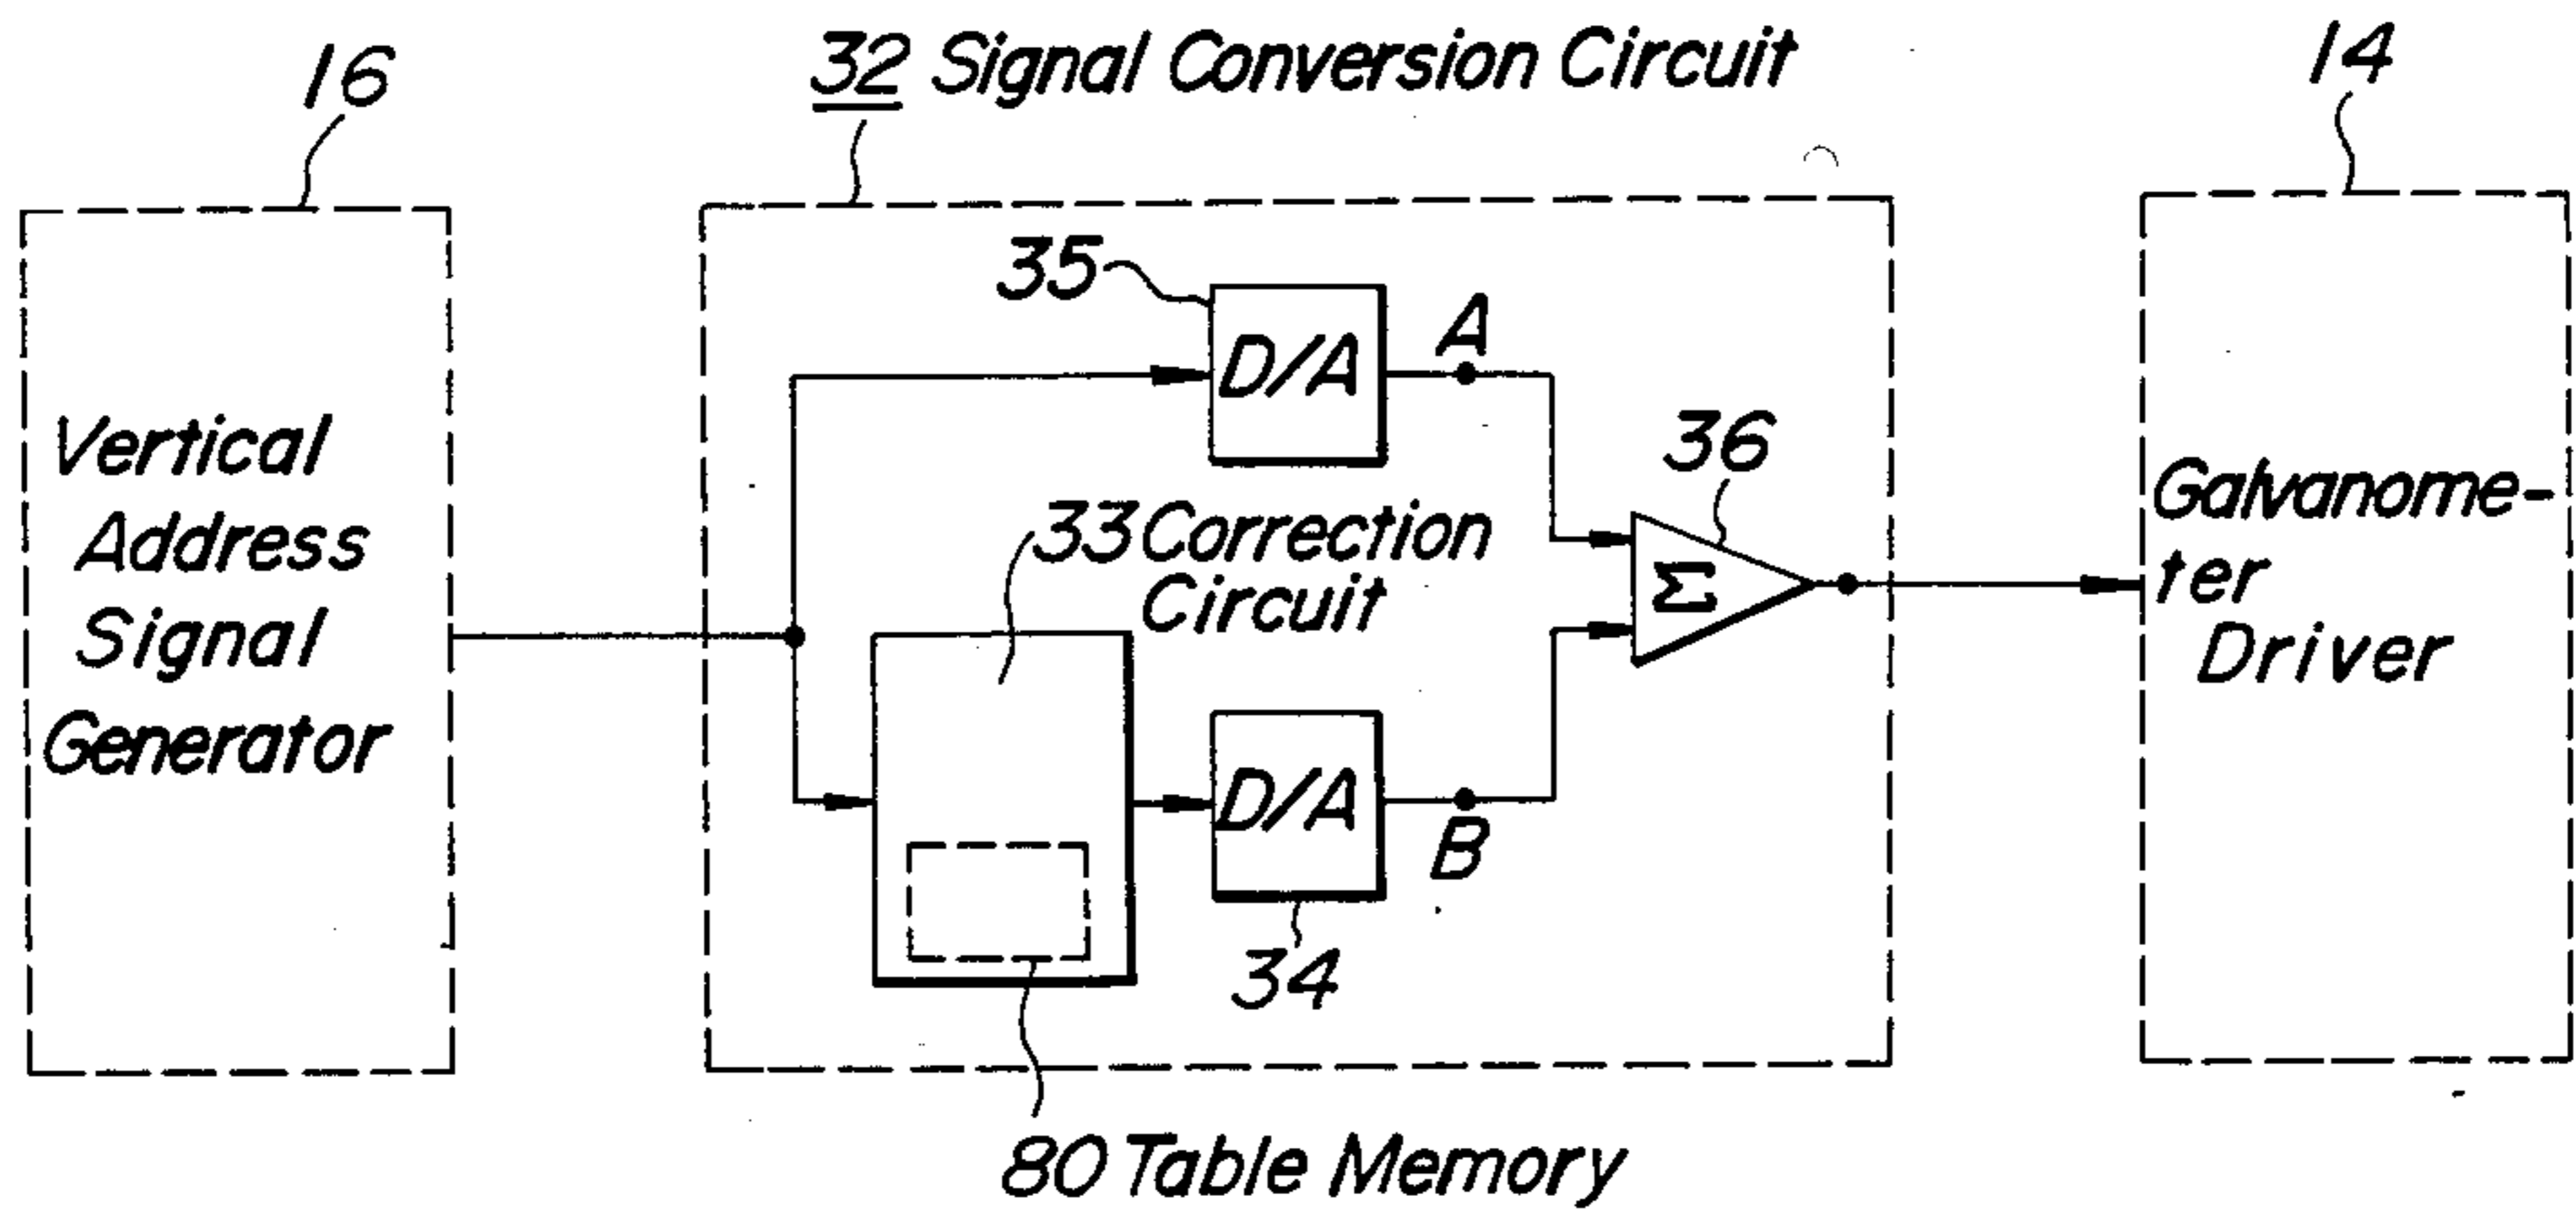 16
32 Signal Conversion Circuit
14
35
D/A
A
36
Vertical
Address
Signal
Generator
33 Correction
Circuit
Σ
Galvanome-
ter
Driver
D/A
B
34
80 Table Memory